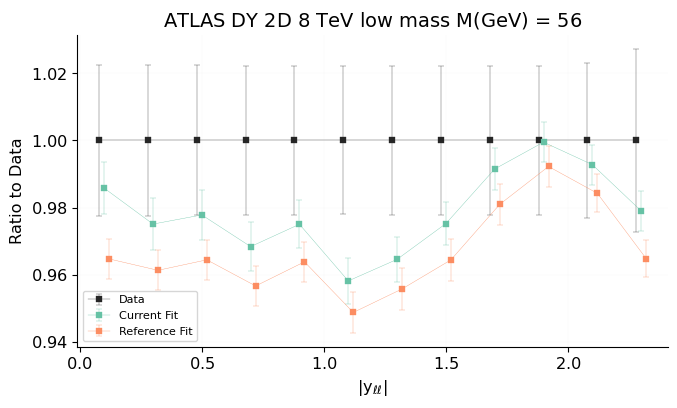 ATLAS DY 2D 8 TeV low mass M(GeV) = 56
Ratio to Data
1.02
1.00
0.98
0.96
0.94
Data
Current Fit
Reference Fit
0.0 0.5 1.0 1.5 2.0
|yℓℓ|